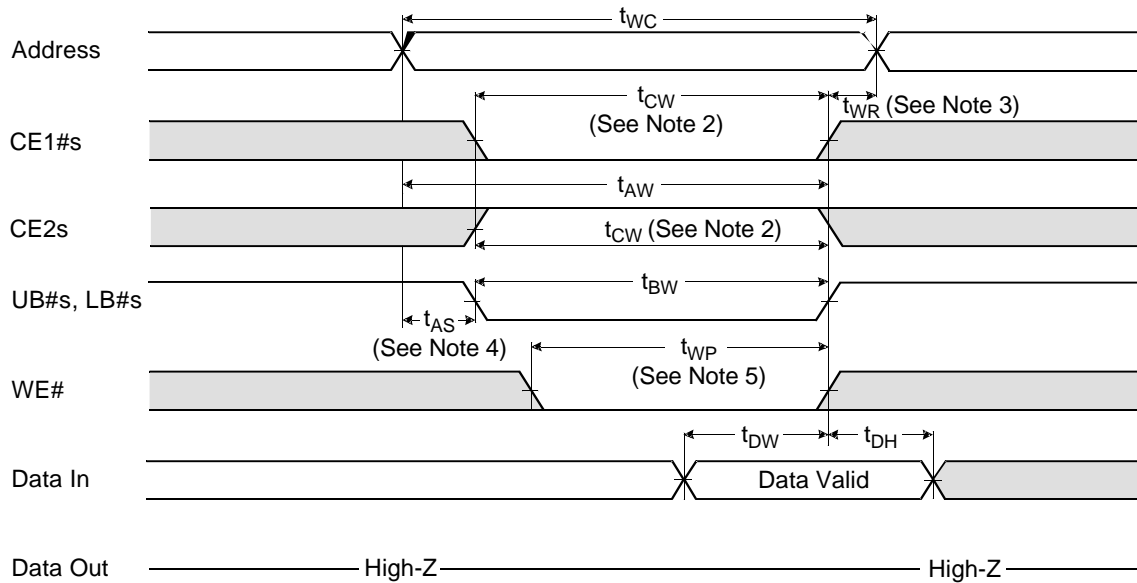 tWC
Address
tCW
(See Note 2)
tWR (See Note 3)
CE1#s
tAW
CE2s
tCW (See Note 2)
tBW
UB#s, LB#s
tAS
(See Note 4)
tWP
(See Note 5)
WE#
tDW
tDH
Data In
Data Valid
Data Out
High-Z
High-Z